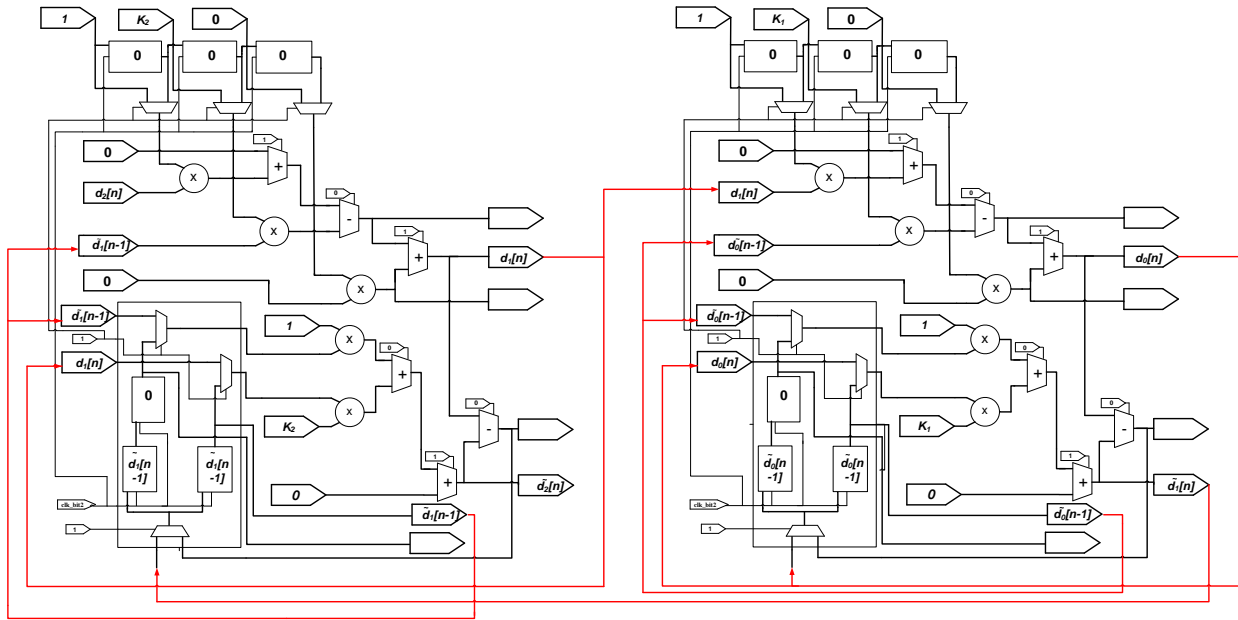 1 K₂ 0 1 K₁ 0
0 0 0 0 0 0
1 1
0 + 0 +
x x
d₂[n] 0 d₁[n] 0
- -
x x
1 1
d̃₁[n-1] + d₁[n] d̃₀[n-1] + d₀[n]
0 x 0 x
d̃₁[n-1] d̃₀[n-1]
1 1
1 x 1 x
0 0
d₁[n] + d₀[n] +
0 0
0 x 0 x
K₂ - K₁ -
1 1
d̃₁[n
-1]
d̃₁[n
-1]
d̃₀[n
-1]
d̃₀[n
-1]
+ d̃₂[n] + d̃₁[n]
0 0
clk_bit2 clk_bit2
d̃₁[n-1] d̃₀[n-1]
1 1